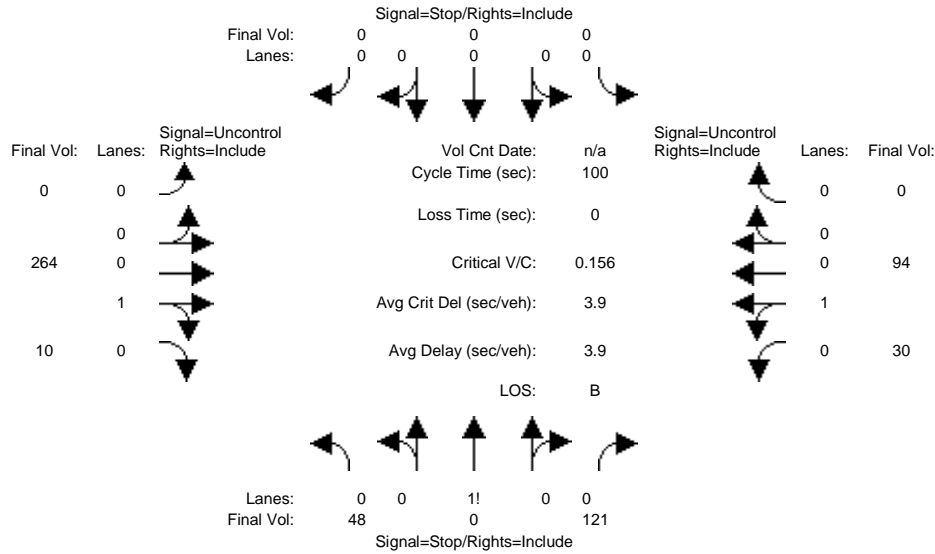 Signal=Stop/Rights=Include
Final Vol: 0 0 0
Lanes: 0 0 0 0 0
Signal=Uncontrol Signal=Uncontrol
Final Vol: Lanes: Rights=Include Vol Cnt Date: n/a Rights=Include Lanes: Final Vol:
Cycle Time (sec): 100
0 0 0 0
Loss Time (sec): 0
0 0
264 0 Critical V/C: 0.156 0 94
1 Avg Crit Del (sec/veh): 3.9 1
10 0 Avg Delay (sec/veh): 3.9 0 30
LOS: B
Lanes: 0 0 1! 0 0
Final Vol: 48 0 121
Signal=Stop/Rights=Include